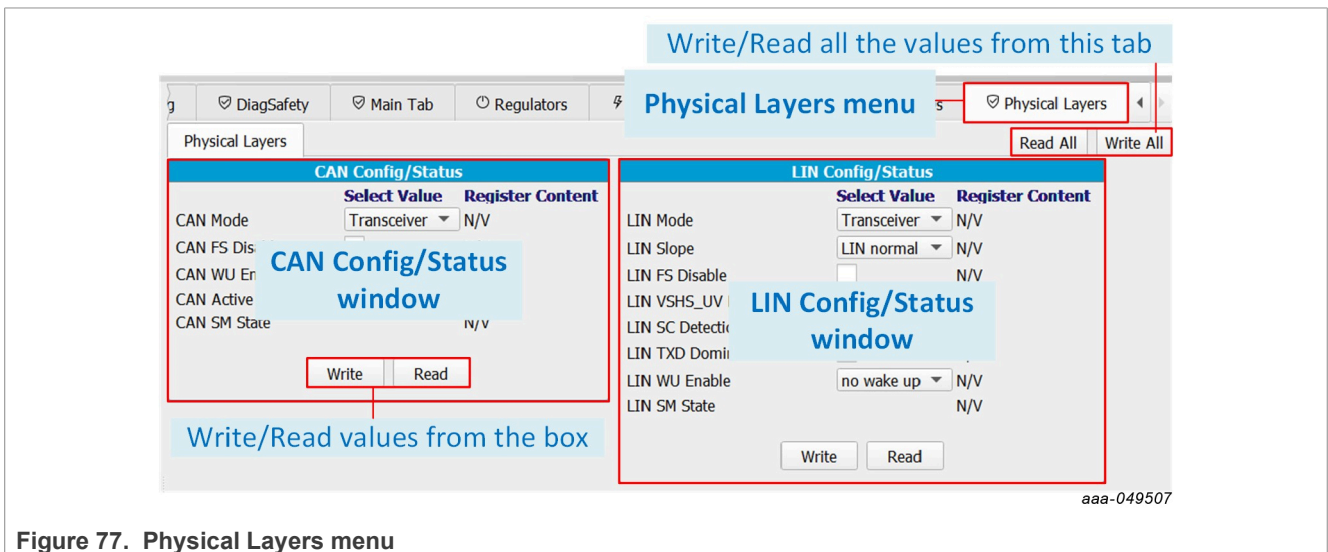 Write/Read all the values from this tab
DiagSafety Main Tab Regulators Physical Layers menu Physical Layers
Physical Layers Read All Write All
CAN Config/Status LIN Config/Status
Select Value Register Content Select Value Register Content
CAN Mode Transceiver N/V LIN Mode Transceiver N/V
CAN FS LIN Slope LIN normal N/V
CAN WU LIN FS Disable N/V
CAN Config/Status
window
CAN Active LIN VSHS_UV
CAN SM State N/V LIN SC
LIN Config/Status
window
LIN TXD
Write Read LIN WU Enable no wake up N/V
LIN SM State N/V
Write/Read values from the box
Write Read
aaa-049507
Figure 77. Physical Layers menu